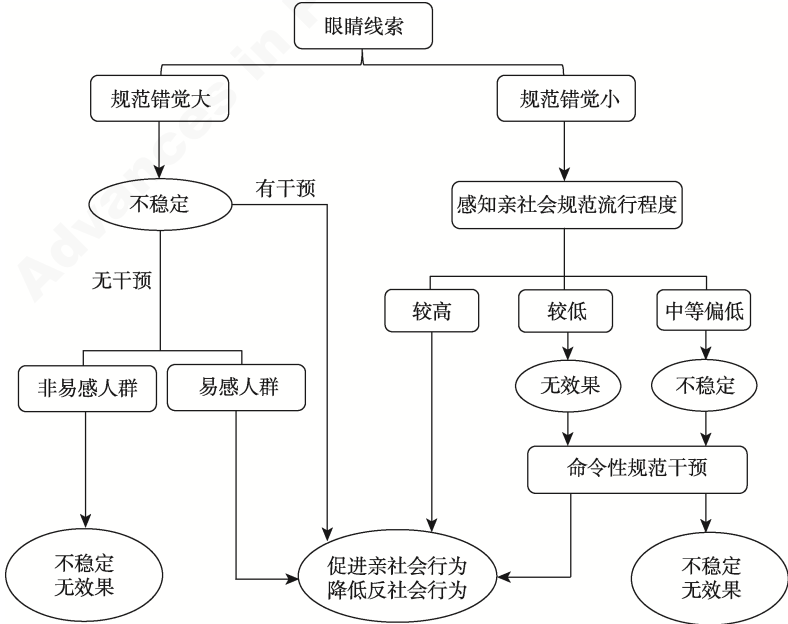 眼睛线索
规范错觉大
规范错觉小
不稳定
有干预
感知亲社会规范流行程度
无干预
较高
较低
中等偏低
非易感人群
易感人群
无效果
不稳定
命令性规范干预
不稳定
无效果
促进亲社会行为
降低反社会行为
不稳定
无效果
Advances in